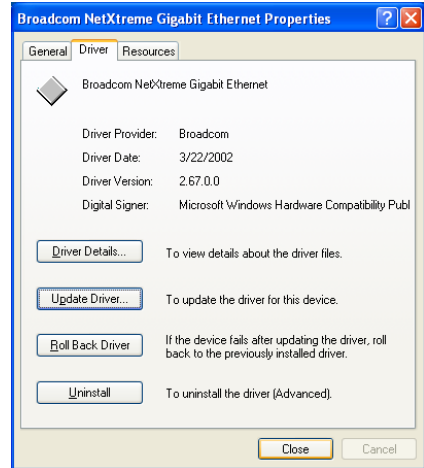 Broadcom NetXtreme Gigabit Ethernet Properties
General Driver Resources
Broadcom NetXtreme Gigabit Ethernet
Driver Provider: Broadcom
Driver Date: 3/22/2002
Driver Version: 2.67.0.0
Digital Signer: Microsoft Windows Hardware Compatibility Publ
Driver Details... To view details about the driver files.
Update Driver... To update the driver for this device.
Roll Back Driver If the device fails after updating the driver, roll
back to the previously installed driver.
Uninstall To uninstall the driver (Advanced).
Close Cancel